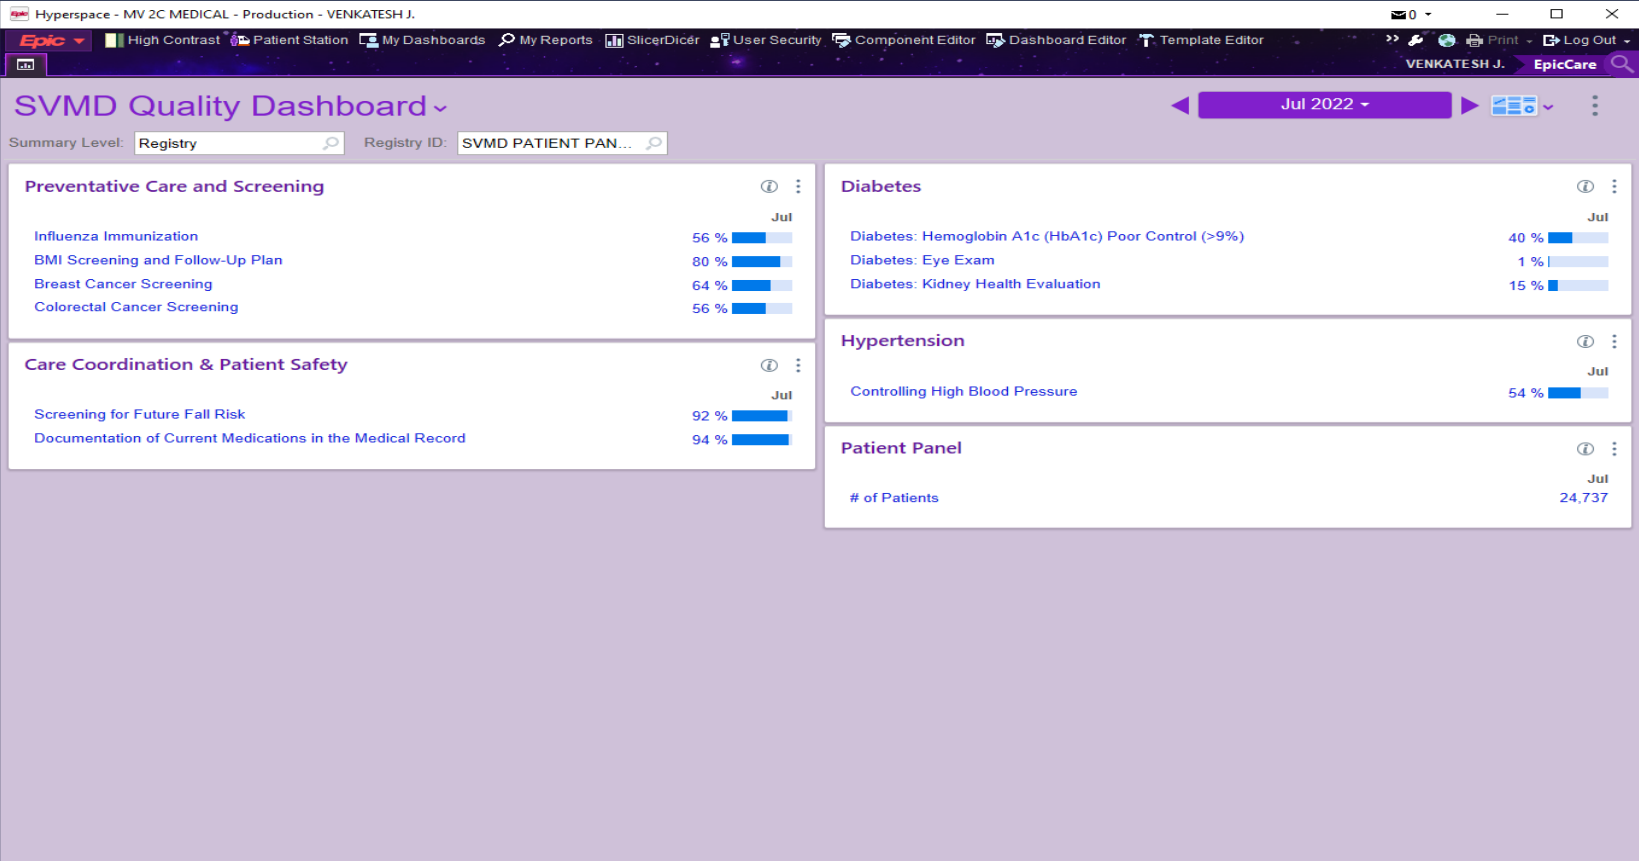 Epic Hyperspace - MV 2C MEDICAL - Production - VENKATESH J.
0
Epic High Contrast Patient Station My Dashboards My Reports SlicerDicer User Security Component Editor Dashboard Editor Template Editor Print Log Out
VENKATESH J. EpicCare
SVMD Quality Dashboard
Jul 2022
Summary Level: Registry Registry ID: SVMD PATIENT PAN...
Preventative Care and Screening
Jul
Influenza Immunization 56 %
BMI Screening and Follow-Up Plan 80 %
Breast Cancer Screening 64 %
Colorectal Cancer Screening 56 %
Care Coordination & Patient Safety
Jul
Screening for Future Fall Risk 92 %
Documentation of Current Medications in the Medical Record 94 %
Diabetes
Jul
Diabetes: Hemoglobin A1c (HbA1c) Poor Control (>9%) 40 %
Diabetes: Eye Exam 1 %
Diabetes: Kidney Health Evaluation 15 %
Hypertension
Jul
Controlling High Blood Pressure 54 %
Patient Panel
Jul
# of Patients 24,737